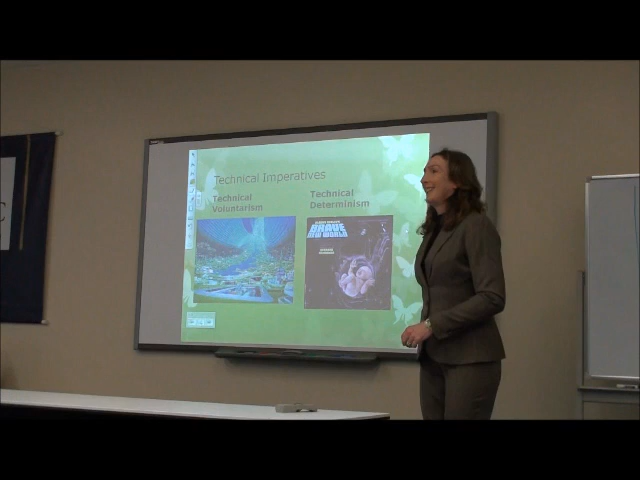 Technical Imperatives
Technical
Voluntarism
Technical
Determinism
BRAVE
NEW WORLD
C